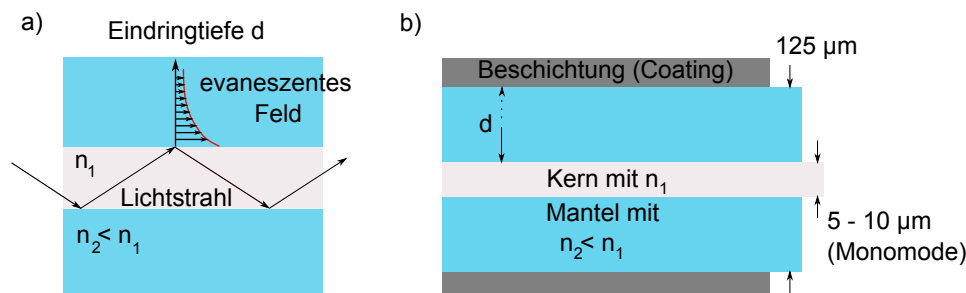 a)
Eindringtiefe d
evaneszentes
Feld
n₁
Lichtstrahl
n₂< n₁
b)
125 µm
Beschichtung (Coating)
d
Kern mit n₁
Mantel mit
n₂< n₁
5 - 10 µm
(Monomode)